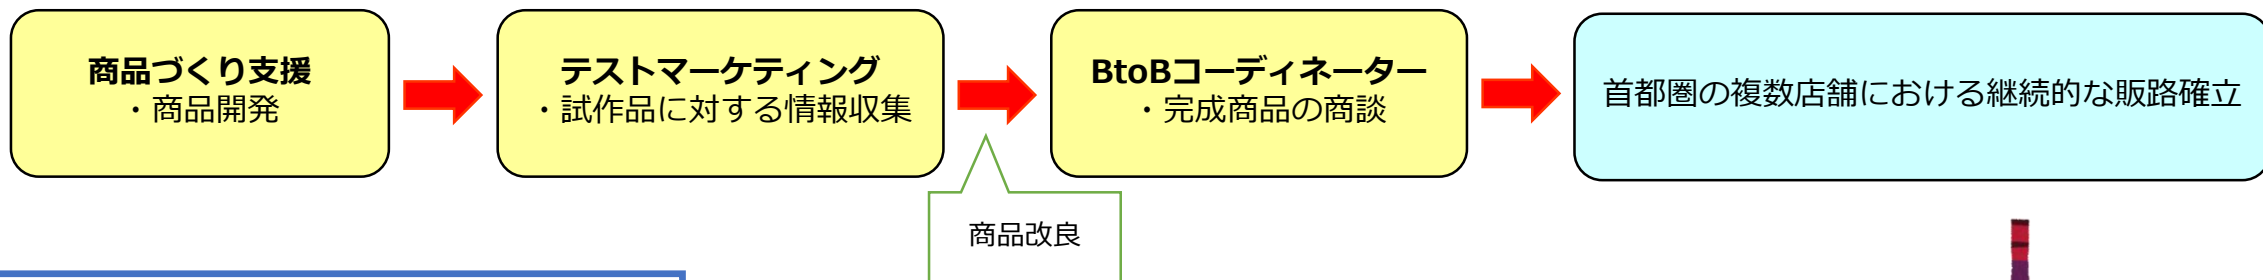 商品づくり支援
・商品開発
テストマーケティング
・試作品に対する情報収集
BtoBコーディネーター
・完成商品の商談
首都圏の複数店舗における継続的な販路確立
商品改良